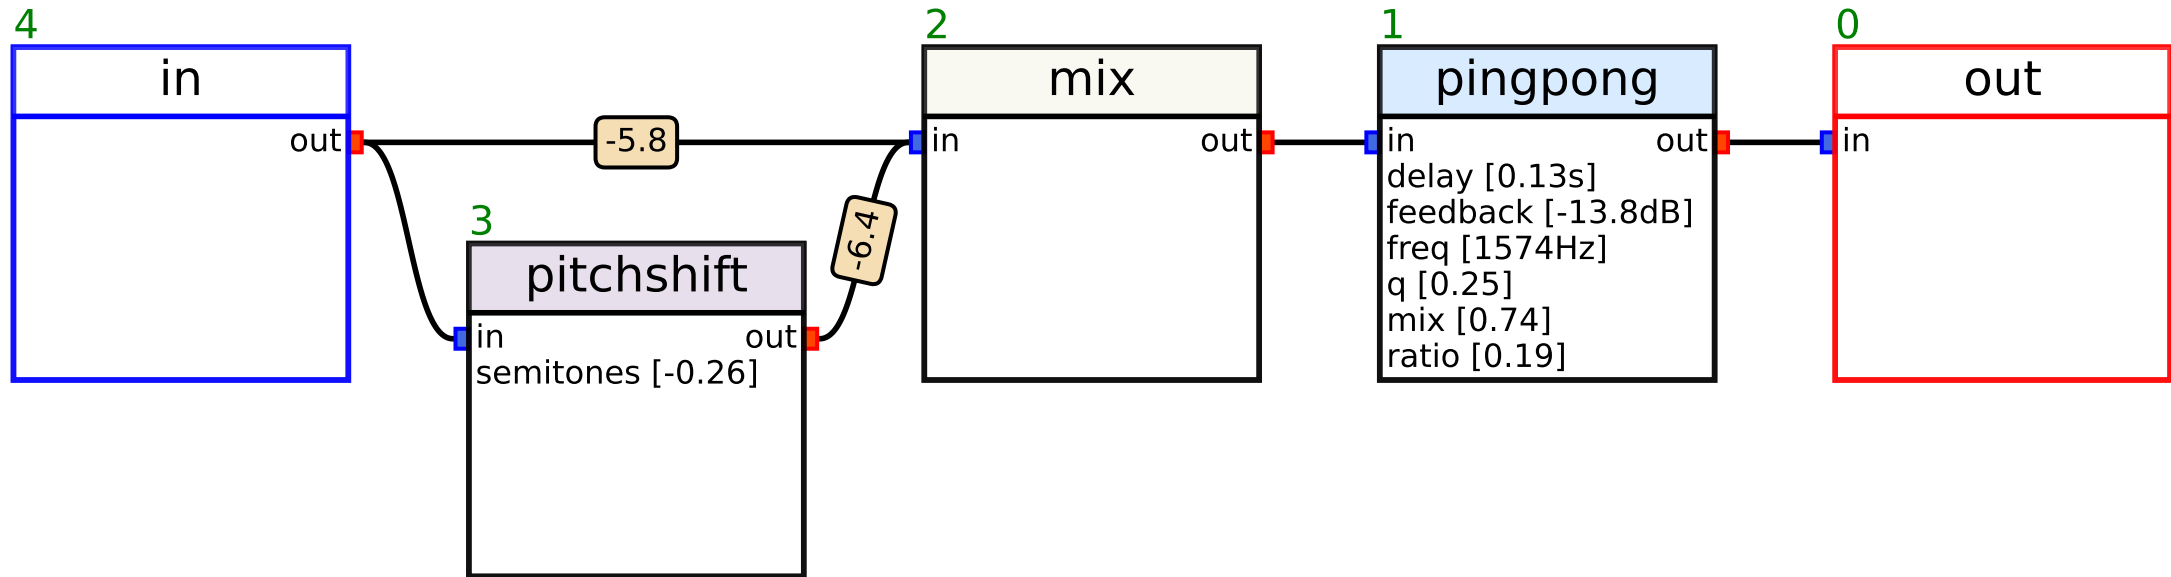 4
in
out
-5.8
3
pitchshift
in
out
semitones [-0.26]
-6.4
2
mix
in
out
1
pingpong
in
out
delay [0.13s]
feedback [-13.8dB]
freq [1574Hz]
q [0.25]
mix [0.74]
ratio [0.19]
0
out
in